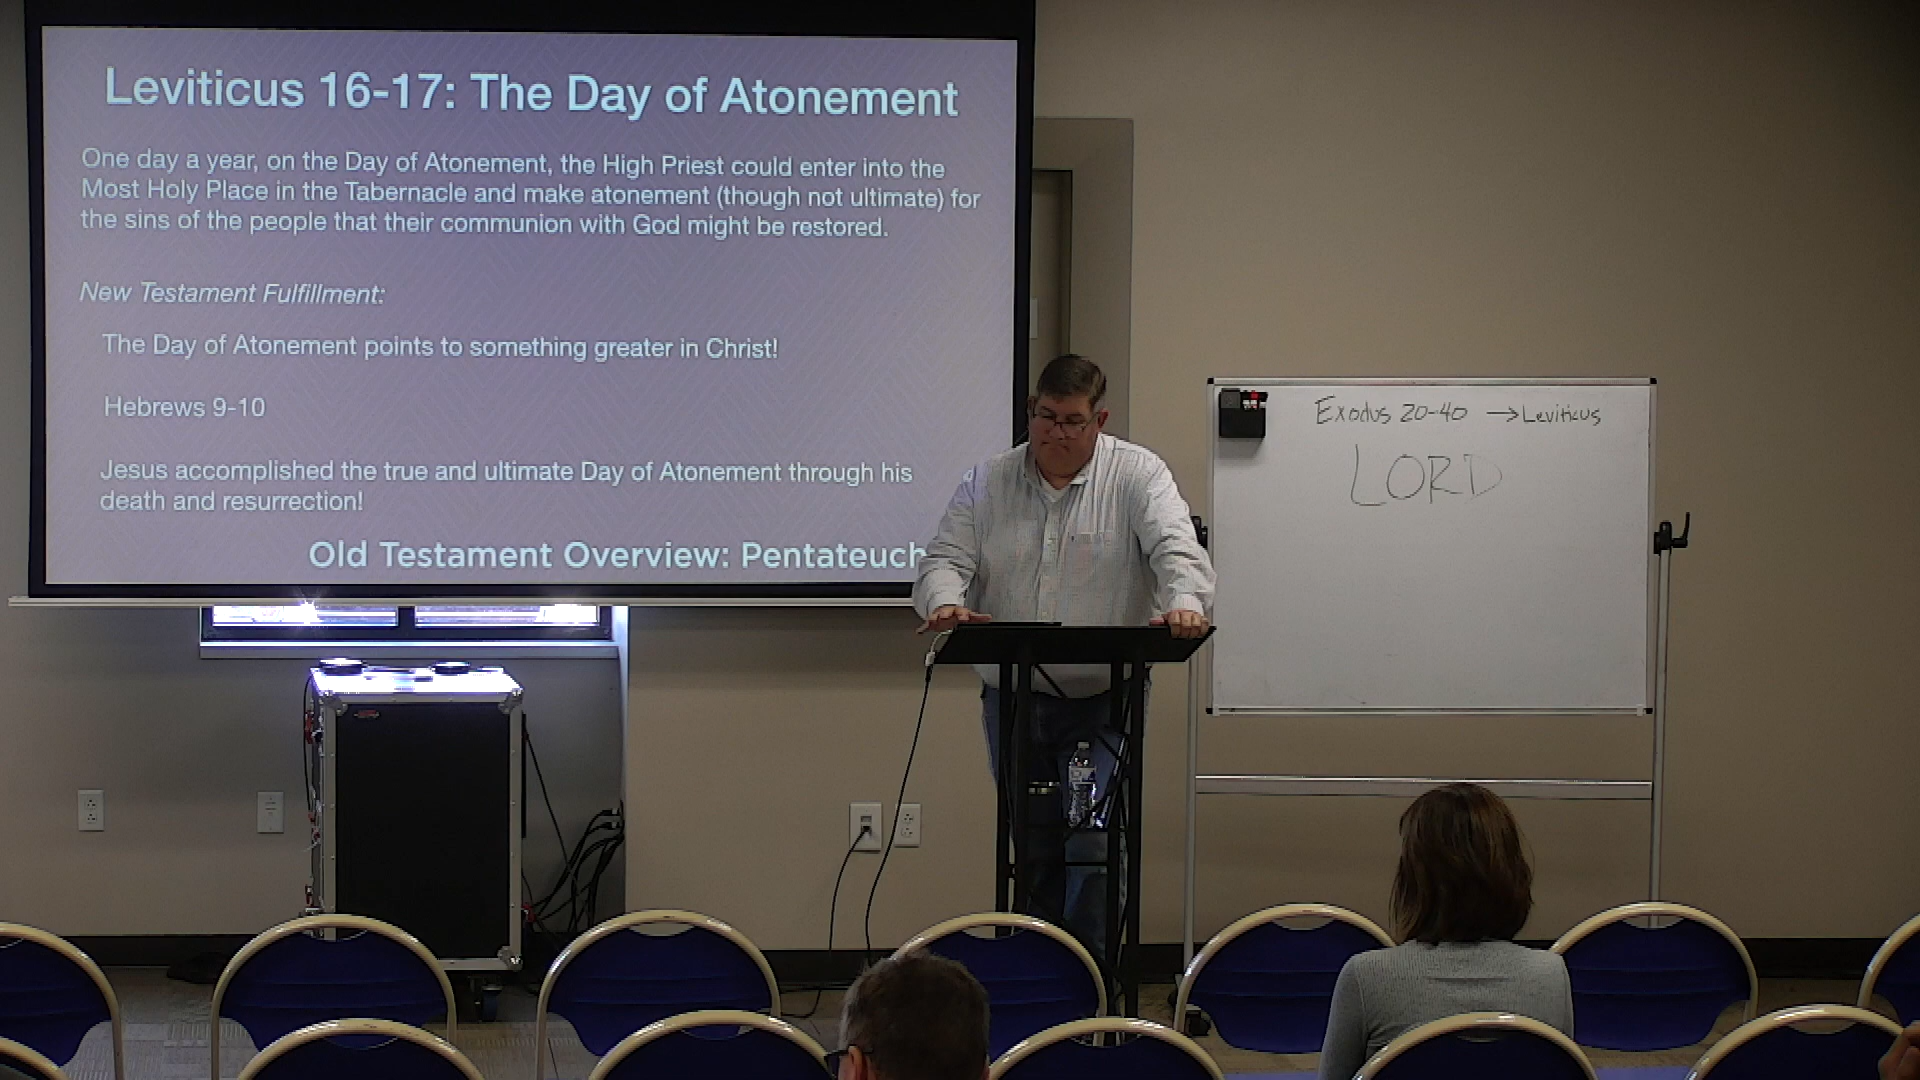 Leviticus 16-17: The Day of Atonement
One day a year, on the Day of Atonement, the High Priest could enter into the
Most Holy Place in the Tabernacle and make atonement (though not ultimate) for
the sins of the people that their communion with God might be restored.
New Testament Fulfillment:
The Day of Atonement points to something greater in Christ!
Hebrews 9-10
Jesus accomplished the true and ultimate Day of Atonement through his
death and resurrection!
Old Testament Overview: Pentateuch
Exodus 20-40 →Leviticus
LORD